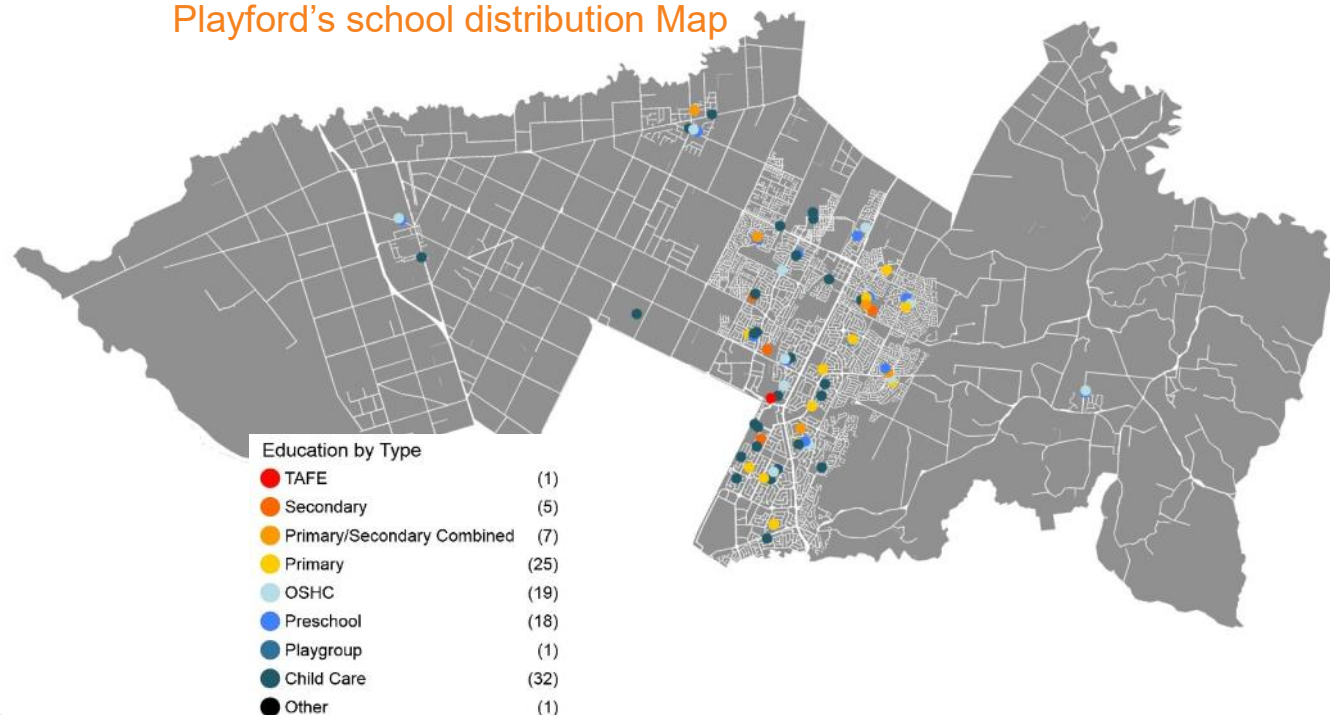 Playford's school distribution Map
Education by Type
TAFE (1)
Secondary (5)
Primary/Secondary Combined (7)
Primary (25)
OSHC (19)
Preschool (18)
Playgroup (1)
Child Care (32)
Other (1)